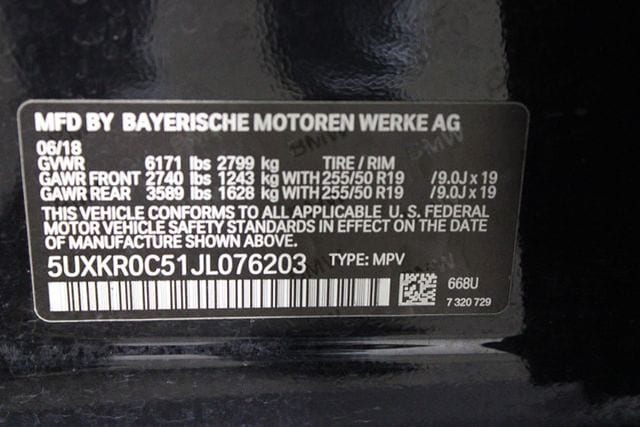 MFD BY BAYERISCHE MOTOREN WERKE AG
06/18
GVWR 6171 lbs 2799 kg TIRE / RIM
GAWR FRONT 2740 lbs 1243 kg WITH 255/50 R19 /9.0J x 19
GAWR REAR 3589 lbs 1628 kg WITH 255/50 R19 /9.0J x 19
THIS VEHICLE CONFORMS TO ALL APPLICABLE U. S. FEDERAL
MOTOR VEHICLE SAFETY STANDARDS IN EFFECT ON THE DATE
OF MANUFACTURE SHOWN ABOVE.
5UXKR0C51JL076203 TYPE: MPV
668U
7 320 729